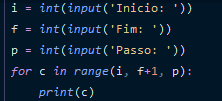 i = int(input('Inicio: '))
f = int(input('Fim: '))
p = int(input('Passo: '))
for c in range(i, f+1, p):
    print(c)